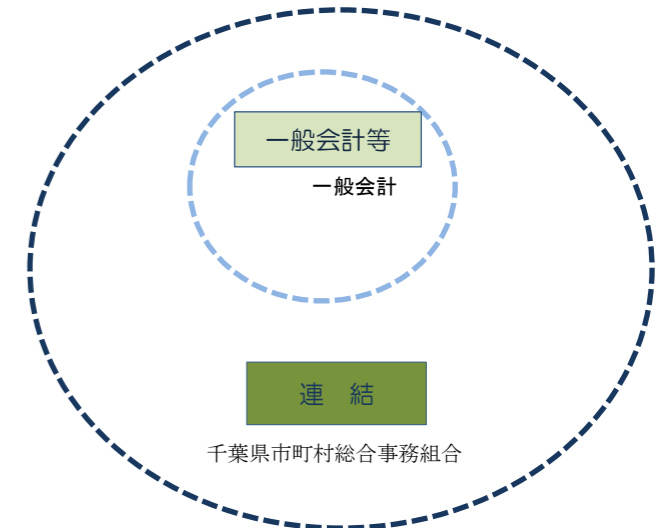 一般会計等
一般会計
連　結
千葉県市町村総合事務組合